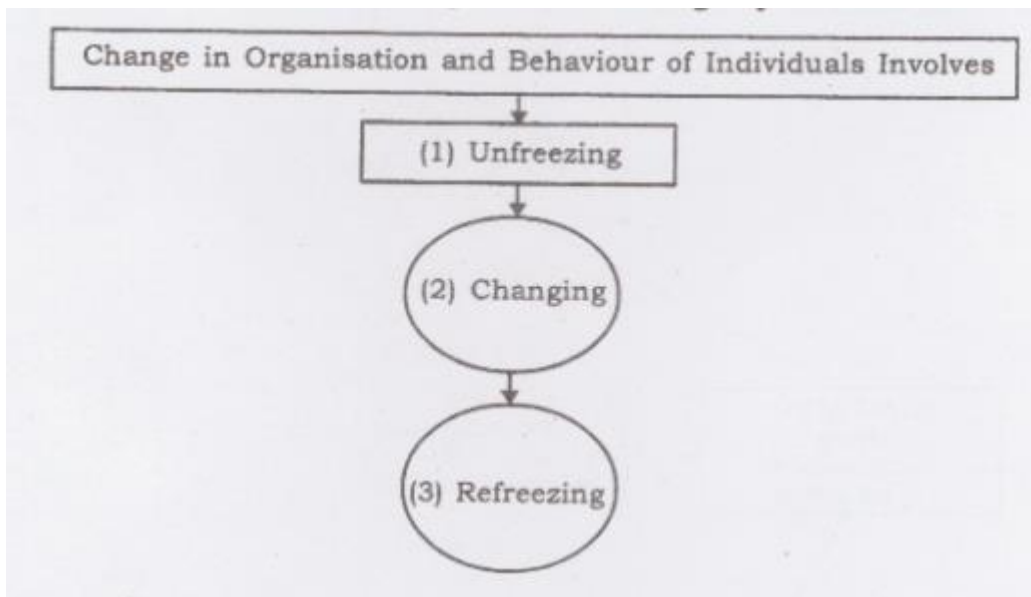 Change in Organisation and Behaviour of Individuals Involves
(1) Unfreezing
(2) Changing
(3) Refreezing